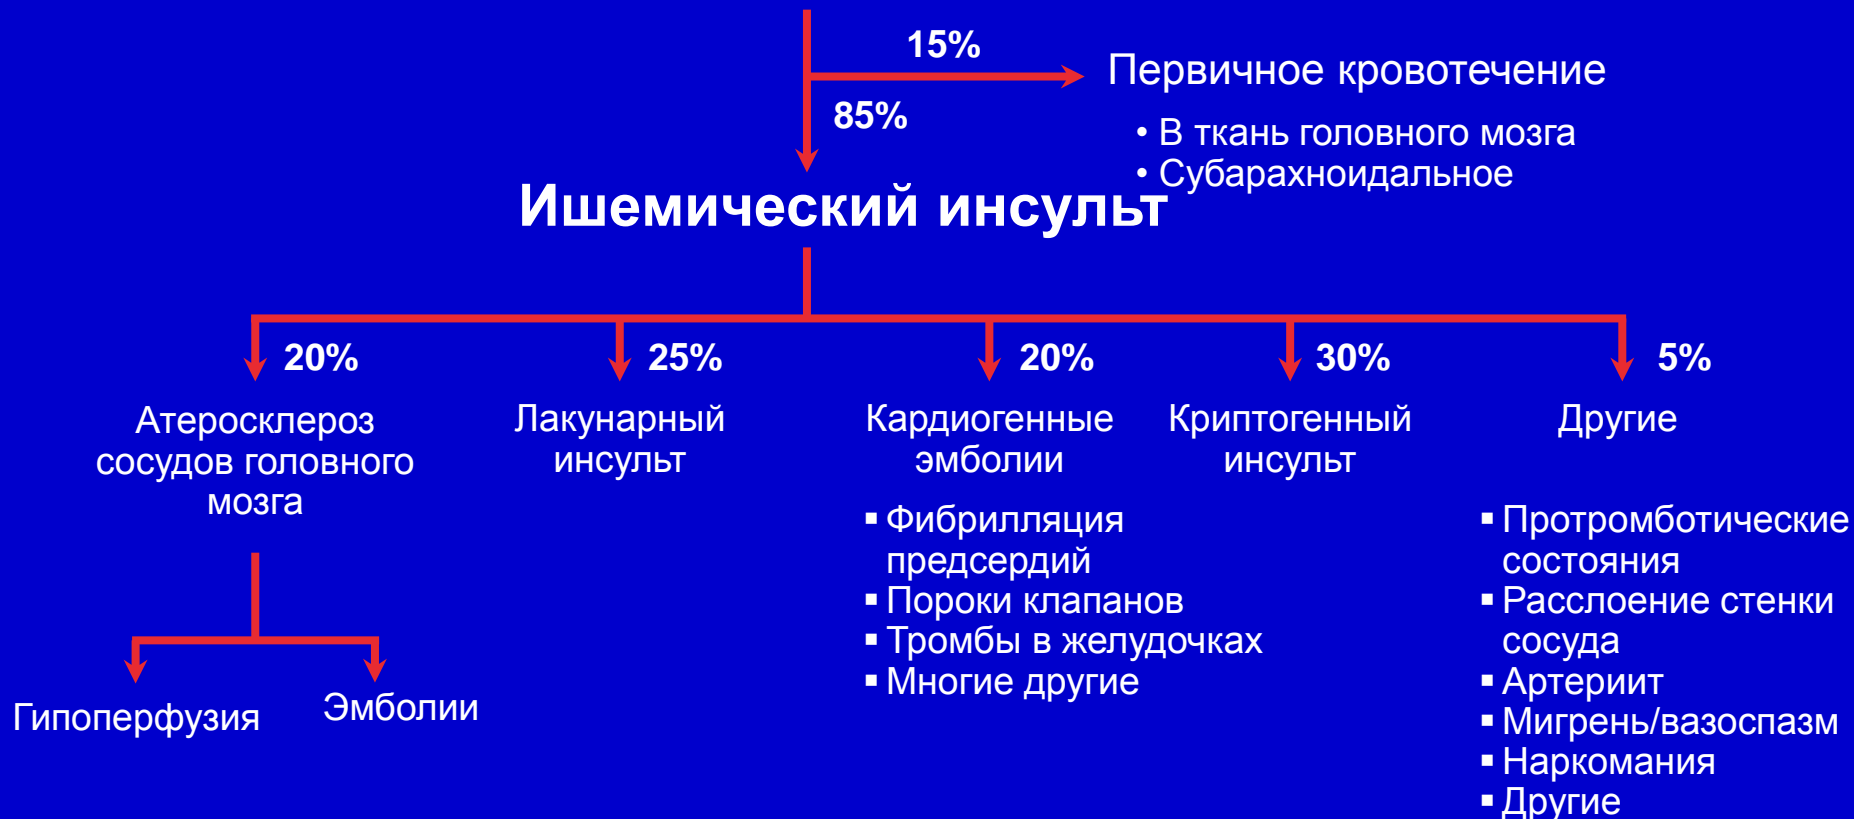 15%
Первичное кровотечение
85%
• В ткань головного мозга
• Субарахноидальное
Ишемический инсульт
20%
25%
20%
30%
5%
Атеросклероз
сосудов головного
мозга
Лакунарный
инсульт
Кардиогенные
эмболии
Криптогенный
инсульт
Другие
▪ Фибрилляция
предсердий
▪ Пороки клапанов
▪ Тромбы в желудочках
▪ Многие другие
▪ Протромботические
состояния
▪ Расслоение стенки
сосуда
▪ Артериит
▪ Мигрень/вазоспазм
▪ Наркомания
▪ Другие
Гипоперфузия
Эмболии